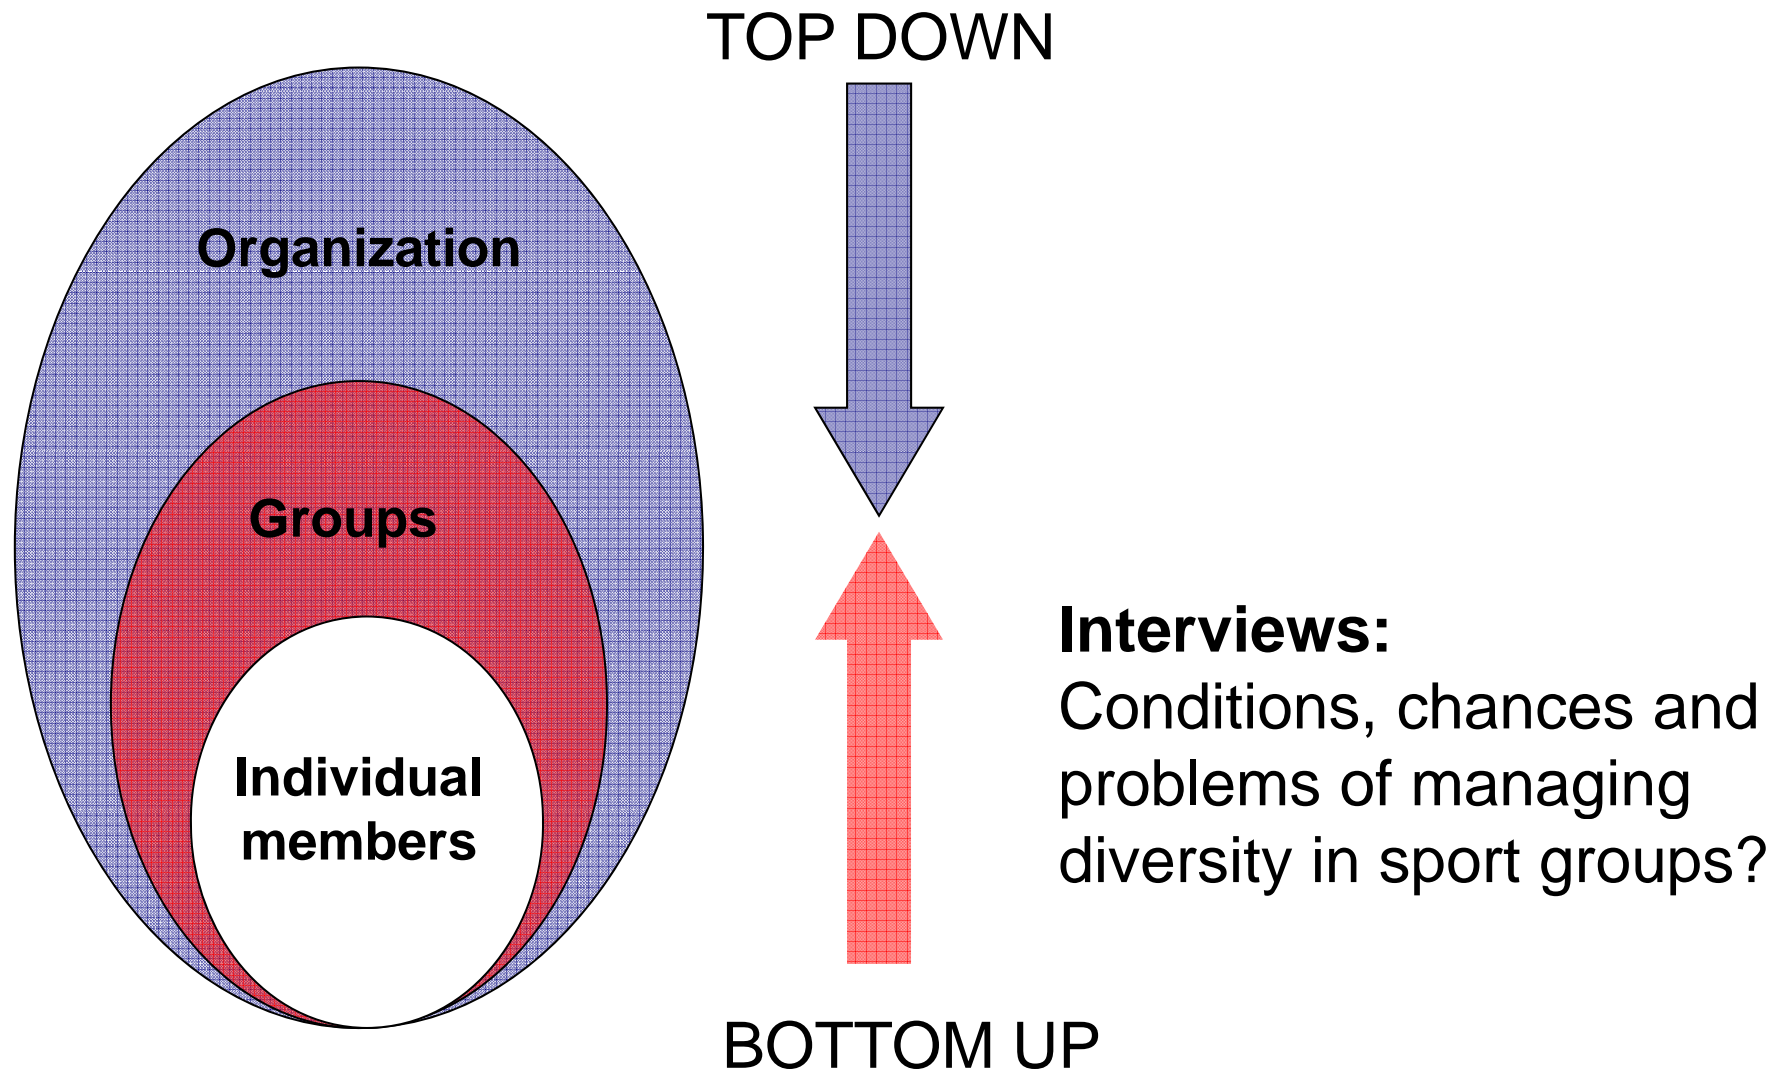 TOP DOWN
Organization
Groups
Individual
members
Interviews:
Conditions, chances and
problems of managing
diversity in sport groups?
BOTTOM UP